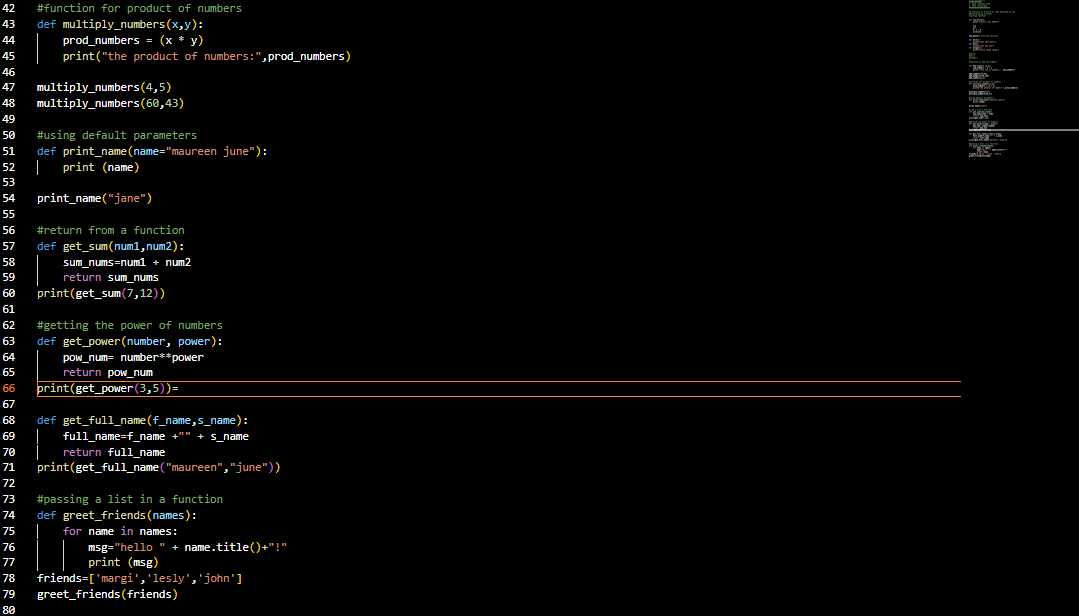 42 #function for product of numbers
43 def multiply_numbers(x,y):
44 prod_numbers = (x * y)
45 print("the product of numbers:",prod_numbers)
46
47 multiply_numbers(4,5)
48 multiply_numbers(60,43)
49
50 #using default parameters
51 def print_name(name="maureen june"):
52 print (name)
53
54 print_name("jane")
55
56 #return from a function
57 def get_sum(num1,num2):
58 sum_nums=num1 + num2
59 return sum_nums
60 print(get_sum(7,12))
61
62 #getting the power of numbers
63 def get_power(number, power):
64 pow_num= number**power
65 return pow_num
66 print(get_power(3,5))=
67
68 def get_full_name(f_name,s_name):
69 full_name=f_name +"" + s_name
70 return full_name
71 print(get_full_name("maureen","june"))
72
73 #passing a list in a function
74 def greet_friends(names):
75 for name in names:
76 msg="hello " + name.title()+"!"
77 print (msg)
78 friends=['margi','lesly','john']
79 greet_friends(friends)
80